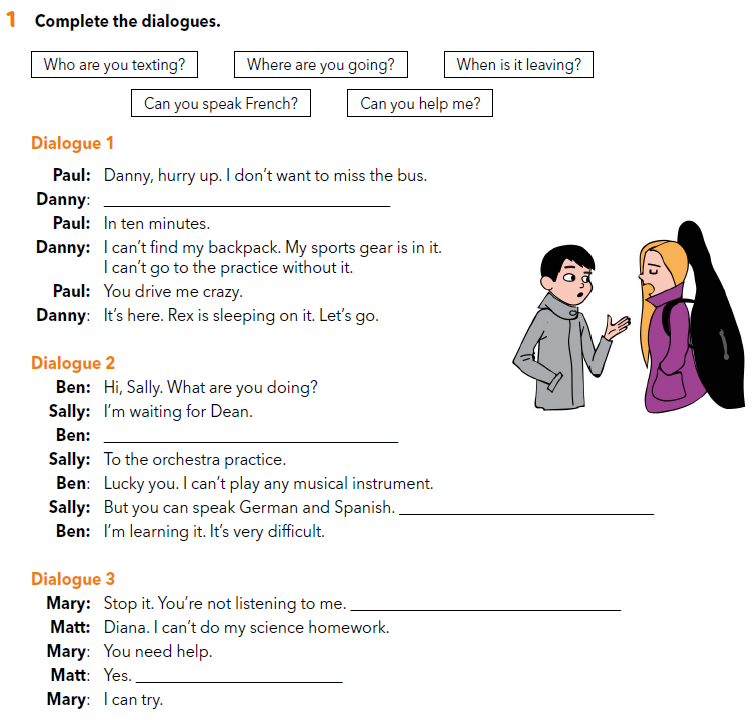 1 Complete the dialogues.
Who are you texting? Where are you going? When is it leaving?
Can you speak French? Can you help me?
Dialogue 1
Paul: Danny, hurry up. I don't want to miss the bus.
Danny: ______________________________
Paul: In ten minutes.
Danny: I can't find my backpack. My sports gear is in it.
I can't go to the practice without it.
Paul: You drive me crazy.
Danny: It's here. Rex is sleeping on it. Let's go.
Dialogue 2
Ben: Hi, Sally. What are you doing?
Sally: I'm waiting for Dean.
Ben: ______________________________
Sally: To the orchestra practice.
Ben: Lucky you. I can't play any musical instrument.
Sally: But you can speak German and Spanish. ______________________________
Ben: I'm learning it. It's very difficult.
Dialogue 3
Mary: Stop it. You're not listening to me. ______________________________
Matt: Diana. I can't do my science homework.
Mary: You need help.
Matt: Yes. ______________________________
Mary: I can try.